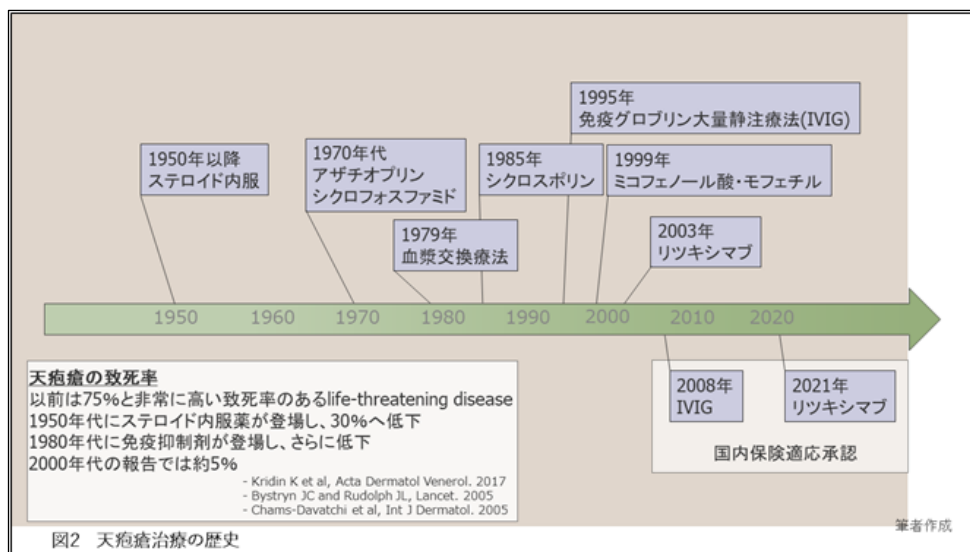 1995年
免疫グロブリン大量静注療法(IVIG)
1950年以降
ステロイド内服
1970年代
アザチオプリン
シクロフォスファミド
1985年
シクロスポリン
1999年
ミコフェノール酸・モフェチル
1979年
血漿交換療法
2003年
リツキシマブ
1950
1960
1970
1980
1990
2000
2010
2020
天疱瘡の致死率
以前は75%と非常に高い致死率のあるlife-threatening disease
1950年代にステロイド内服薬が登場し、30%へ低下
1980年代に免疫抑制剤が登場し、さらに低下
2000年代の報告では約5%
- Kridin K et al, Acta Dermatol Venerol. 2017
- Bystryn JC and Rudolph JL, Lancet. 2005
- Chams-Davatchi et al, Int J Dermatol. 2005
2008年
IVIG
2021年
リツキシマブ
国内保険適応承認
筆者作成
図2 天疱瘡治療の歴史